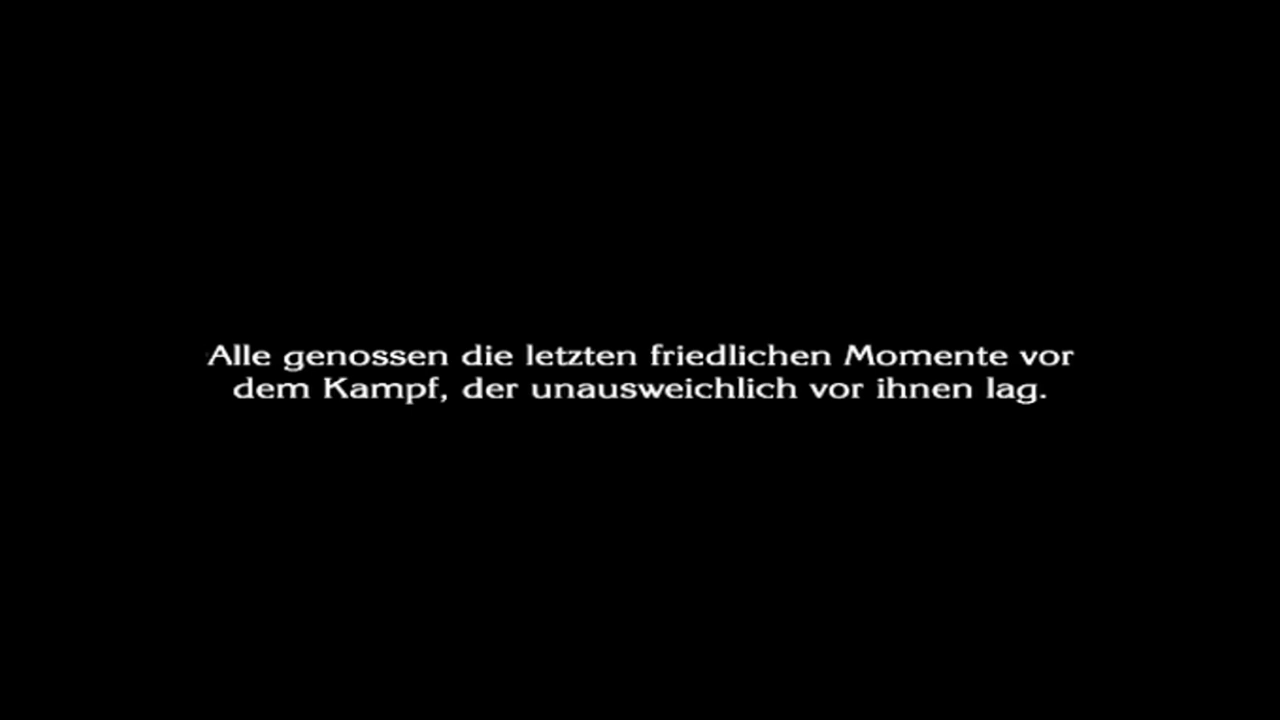 Alle genossen die letzten friedlichen Momente vor
dem Kampf, der unausweichlich vor ihnen lag.